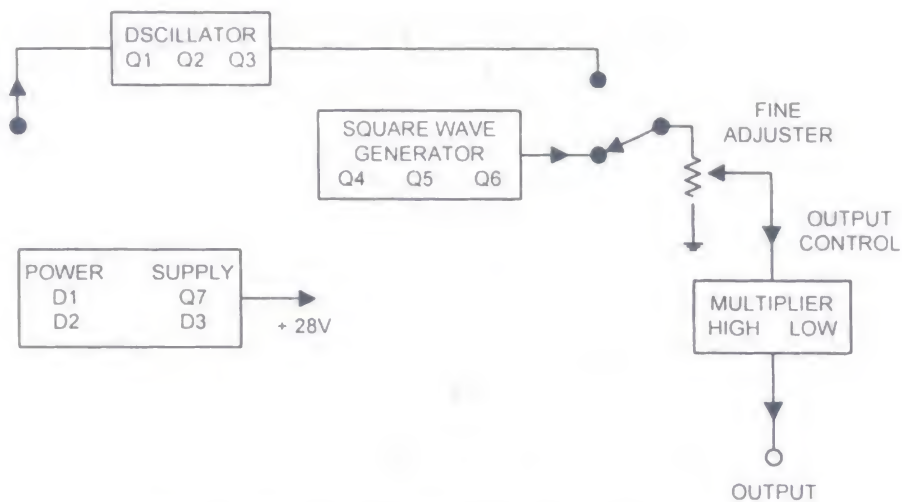 DSCILLATOR
Q1 Q2 Q3
SQUARE WAVE
GENERATOR
Q4 Q5 Q6
FINE
ADJUSTER
OUTPUT
CONTROL
POWER SUPPLY
D1 Q7
D2 D3
+ 28V
MULTIPLIER
HIGH LOW
OUTPUT